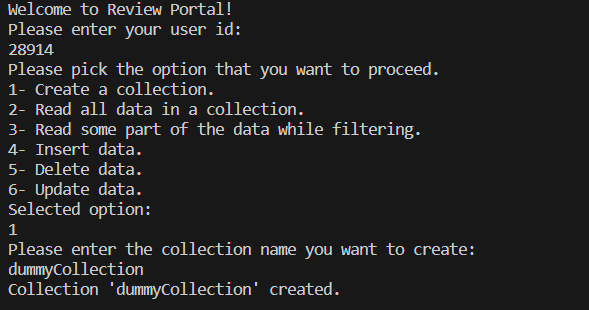 Welcome to Review Portal!
Please enter your user id:
28914
Please pick the option that you want to proceed.
1- Create a collection.
2- Read all data in a collection.
3- Read some part of the data while filtering.
4- Insert data.
5- Delete data.
6- Update data.
Selected option:
1
Please enter the collection name you want to create:
dummyCollection
Collection 'dummyCollection' created.